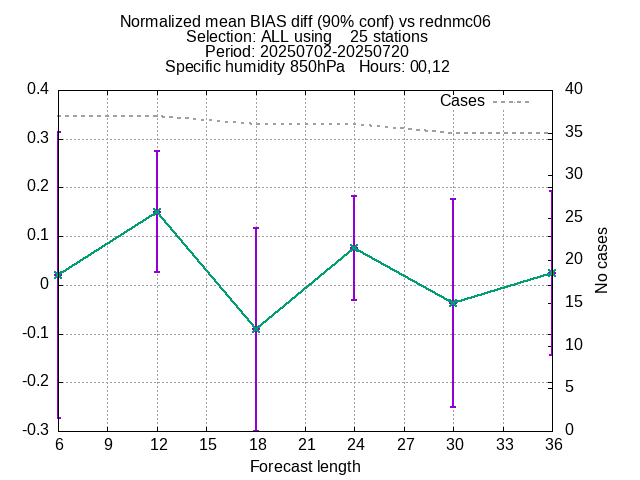 Normalized mean BIAS diff (90% conf) vs rednmc06
Selection: ALL using    25 stations
Period: 20250702-20250720
Specific humidity 850hPa   Hours: 00,12
Cases
0.4
0.3
0.2
0.1
0
-0.1
-0.2
-0.3
40
35
30
25
20
15
10
5
0
No cases
6 9 12 15 18 21 24 27 30 33 36
Forecast length